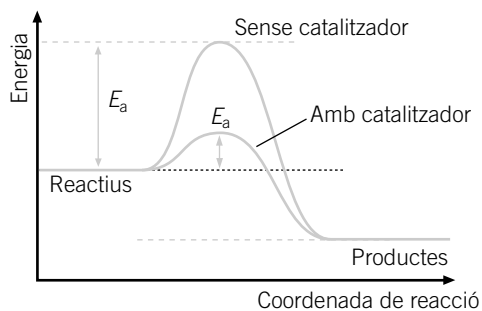 Sense catalitzador
Energia
Ea
Ea
Amb catalitzador
Reactius
Productes
Coordenada de reacció